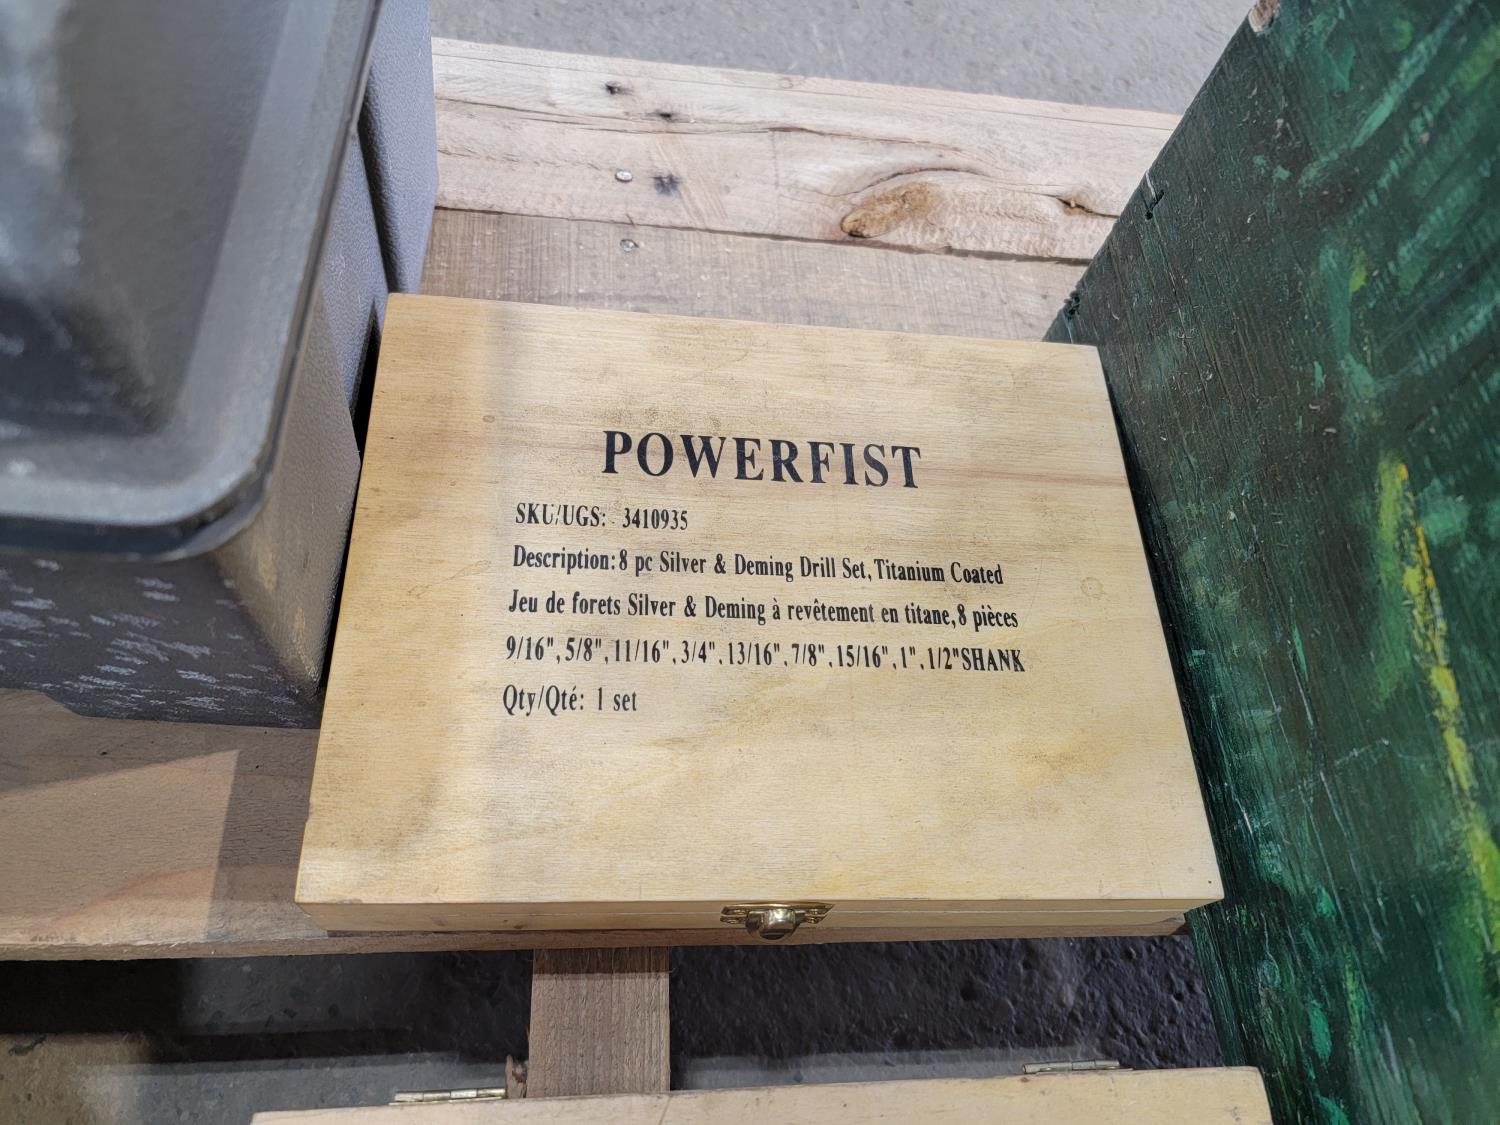 POWERFIST
SKU/UGS: 3410935
Description:8 pc Silver & Deming Drill Set,Titanium Coated
Jeu de forets Silver & Deming à revêtement en titane,8 pièces
9/16",5/8",11/16",3/4",13/16",7/8",15/16",1",1/2"SHANK
Qty/Qté: 1 set